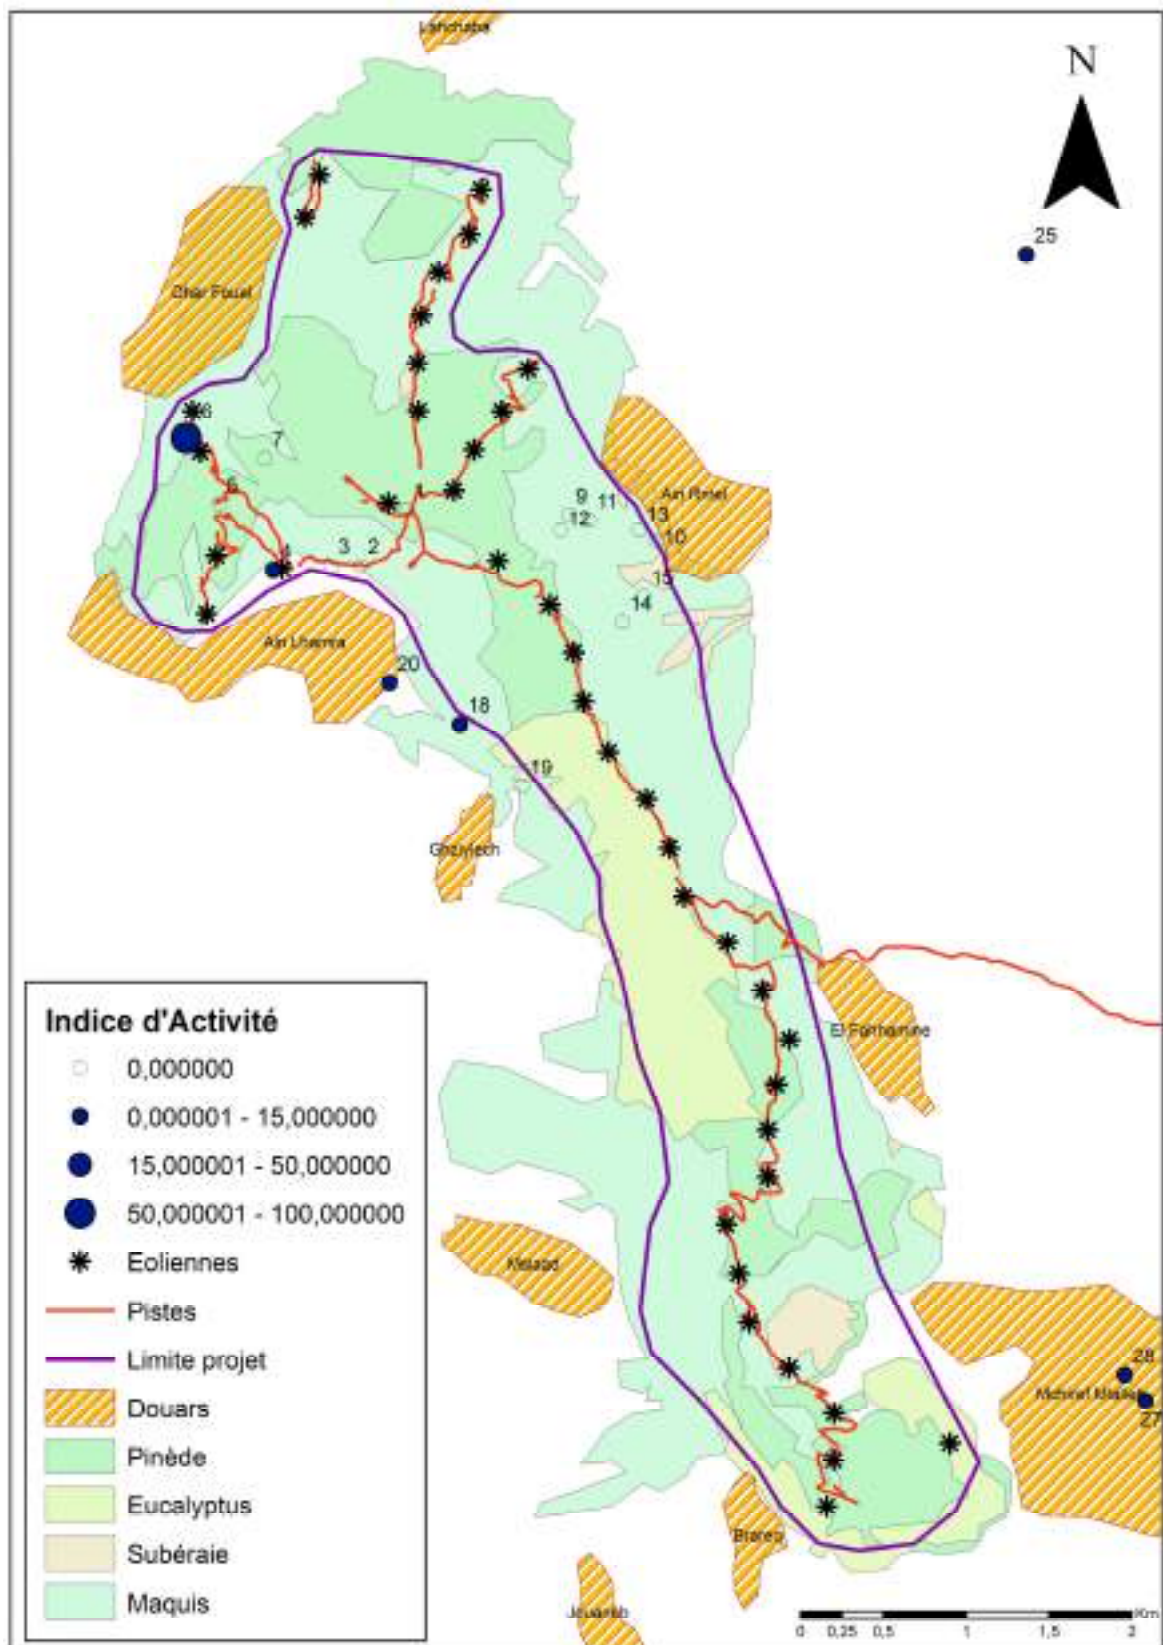 N
25
Dhar Fouel
6
7
5
9
11
Ain Rmel
12
13
10
3
2
4
15
14
Ain Lhamra
20
18
19
Ghzaylech
Indice d'Activité
0,000000
0,000001 - 15,000000
15,000001 - 50,000000
50,000001 - 100,000000
Eoliennes
Pistes
Limite projet
Douars
Pinède
Eucalyptus
Subéraie
Maquis
28
27
Km
0 0,25 0,5 1 1,5 2